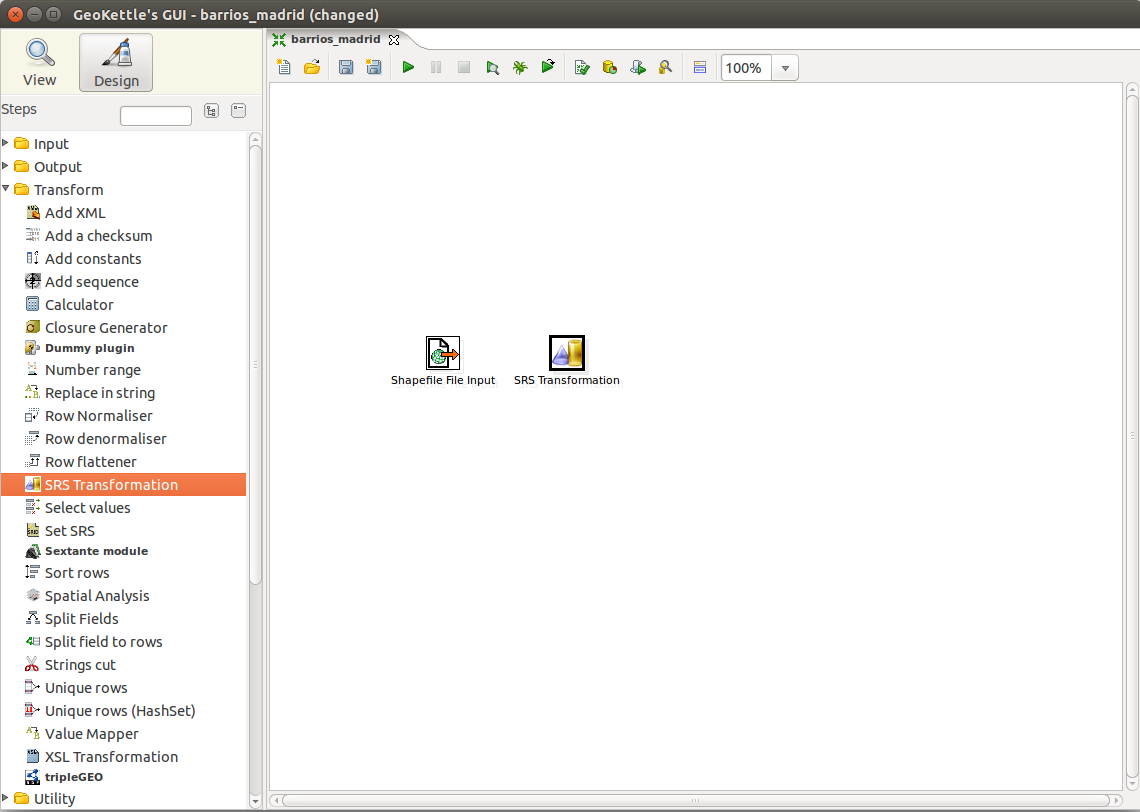 GeoKettle's GUI - barrios_madrid (changed)
View
Design
Steps
Input
Output
Transform
Add XML
Add a checksum
Add constants
Add sequence
Calculator
Closure Generator
Dummy plugin
Number range
Replace in string
Row Normaliser
Row denormaliser
Row flattener
SRS Transformation
Select values
Set SRS
Sextante module
Sort rows
Spatial Analysis
Split Fields
Split field to rows
Strings cut
Unique rows
Unique rows (HashSet)
Value Mapper
XSL Transformation
tripleGEO
Utility
barrios_madrid
100%
Shapefile File Input
SRS Transformation